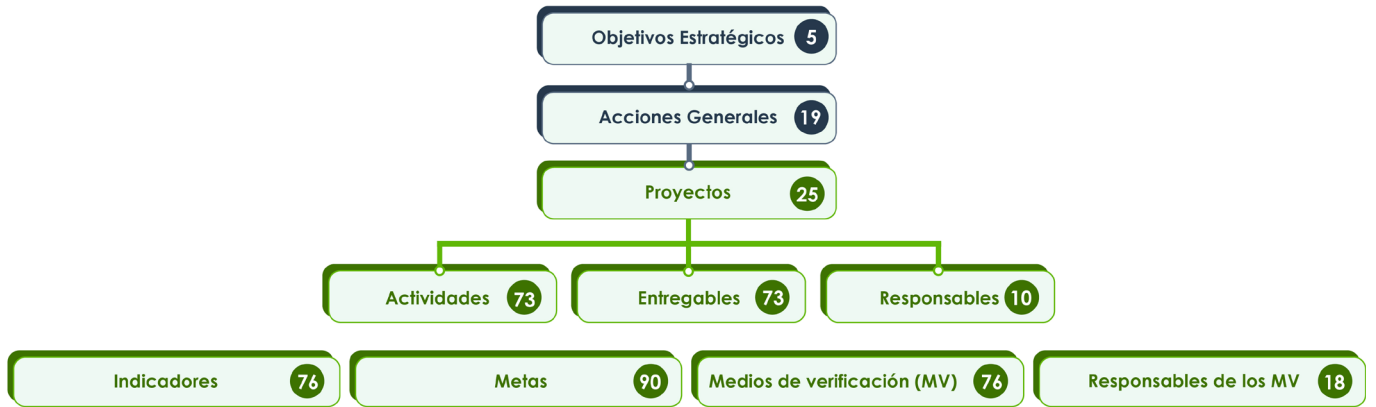 Objetivos Estratégicos 5
Acciones Generales 19
Proyectos 25
Actividades 73
Entregables 73
Responsables 10
Indicadores 76
Metas 90
Medios de verificación (MV) 76
Responsables de los MV 18